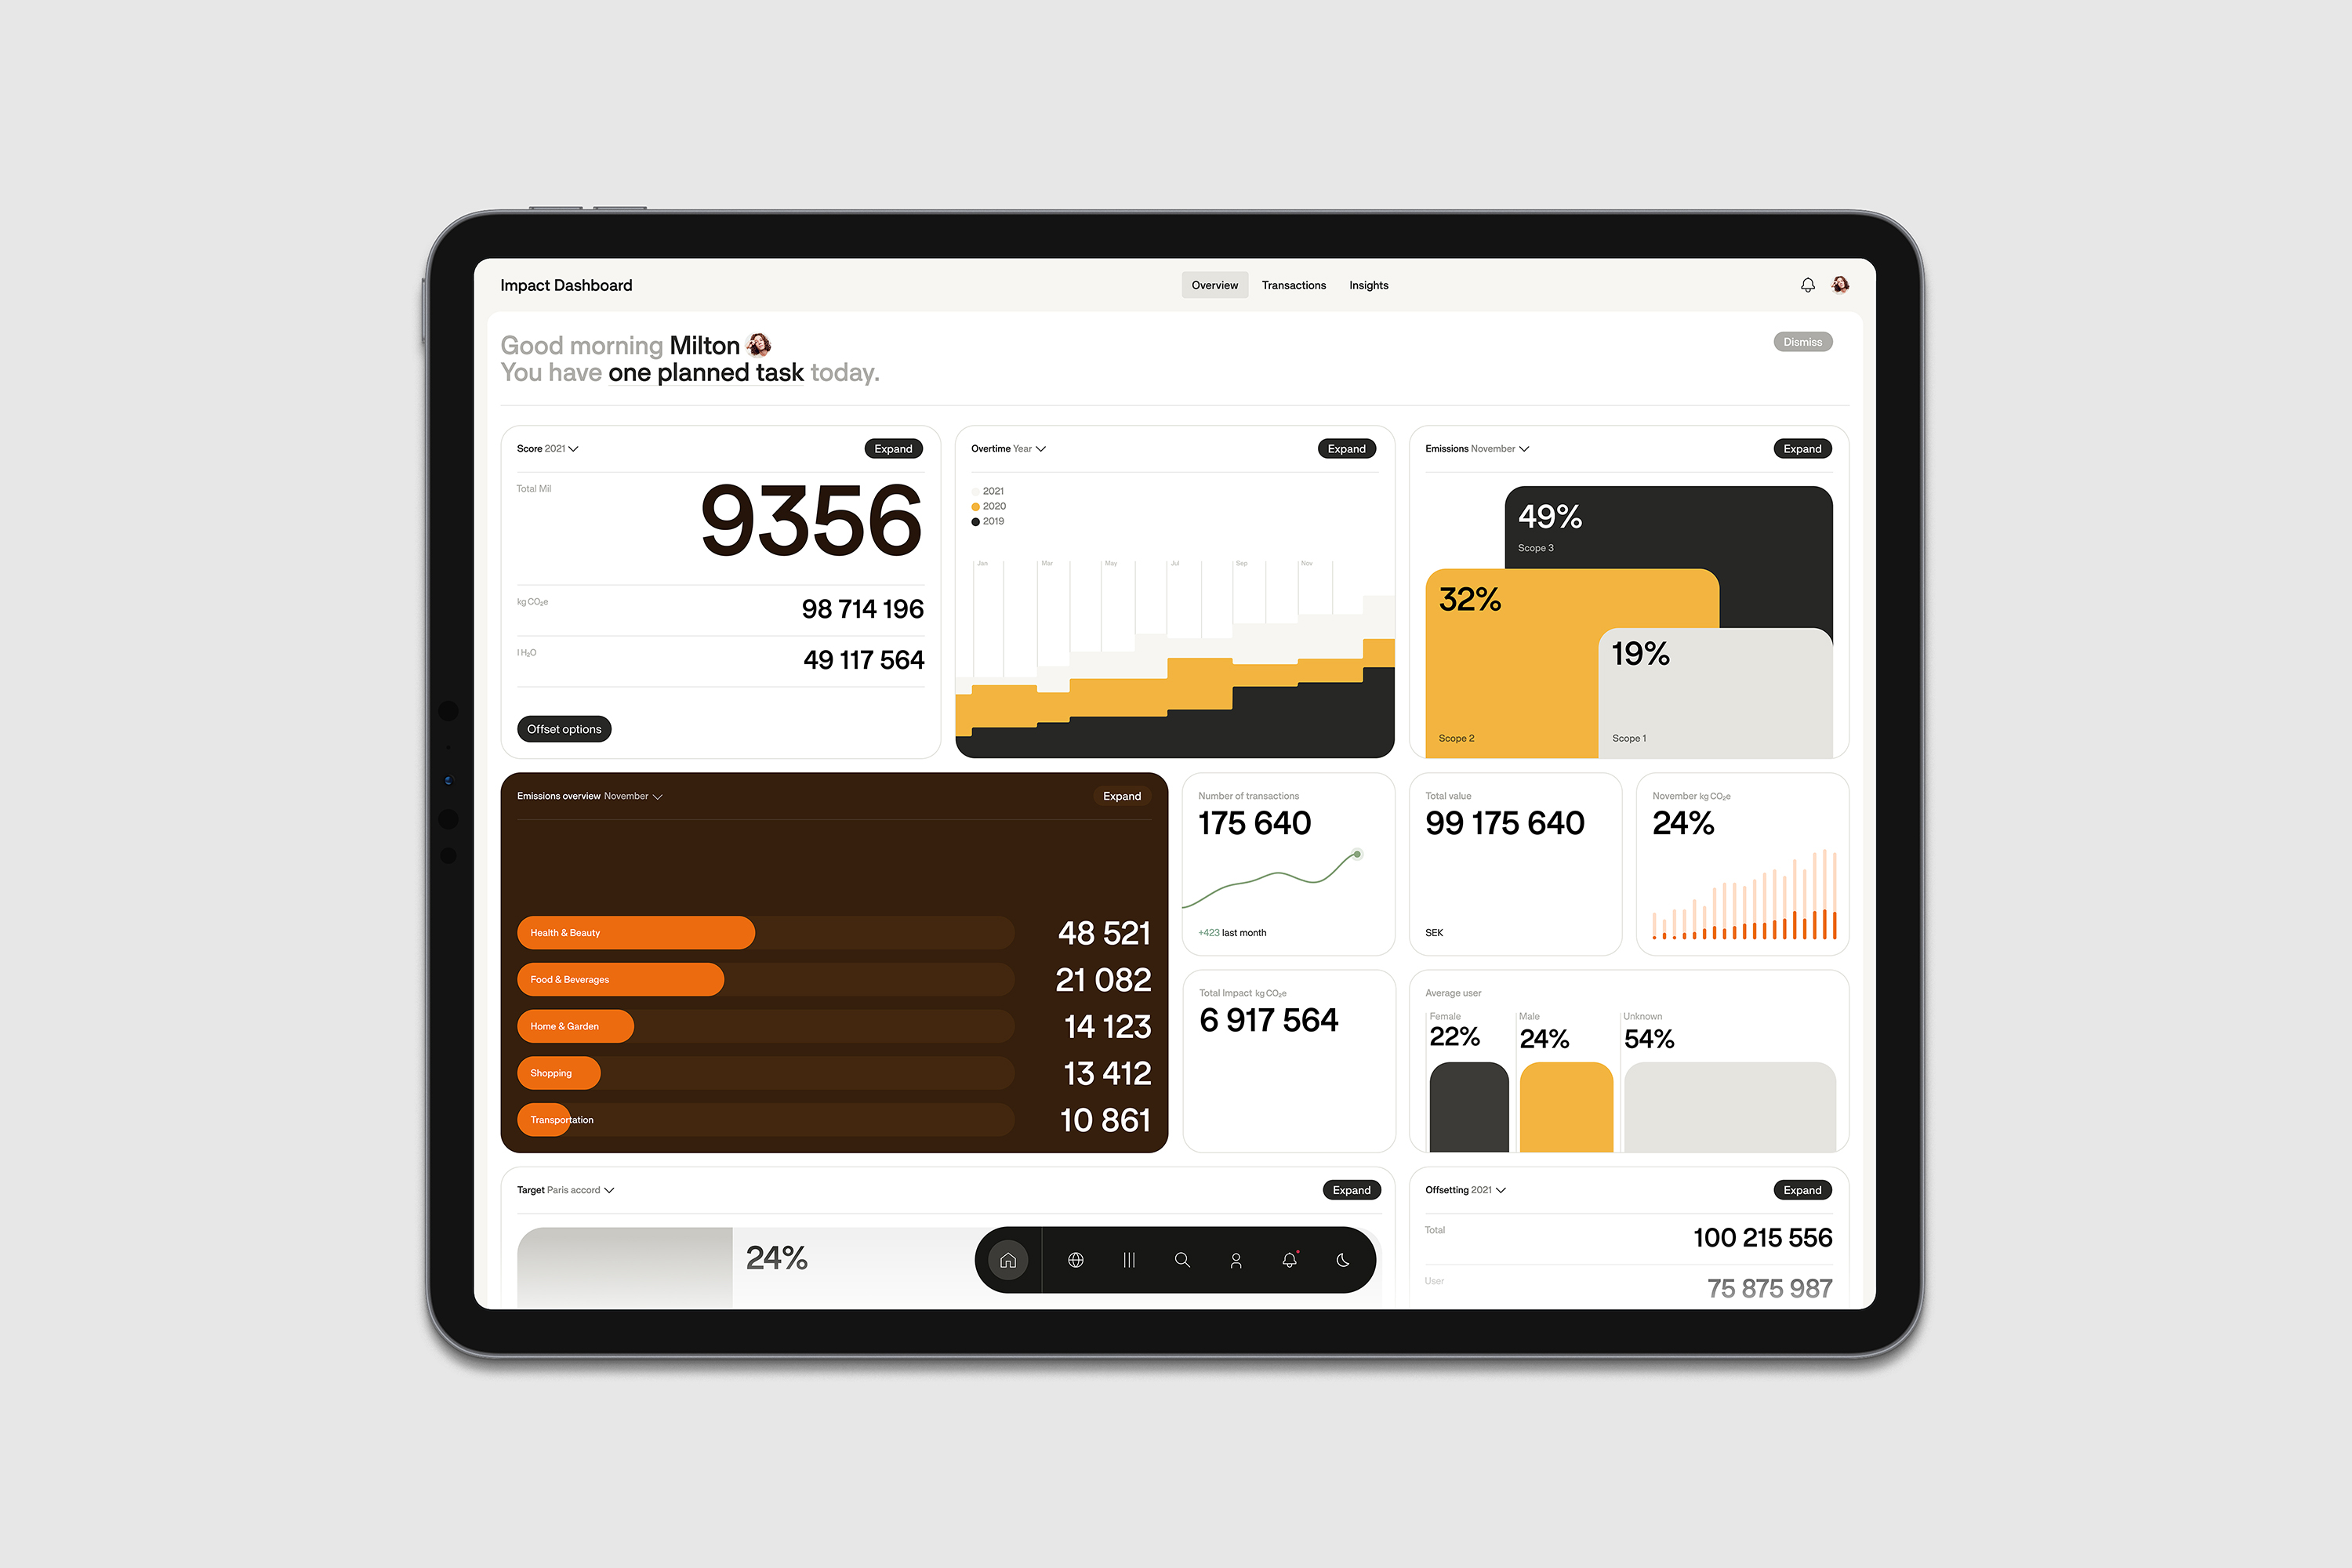 Impact Dashboard
Overview
Transactions
Insights
Good morning Milton
You have one planned task today.
Dismiss
Score 2021
Expand
Total Mil
9356
kg CO₂e
98 714 196
l H₂O
49 117 564
Offset options
Overtime Year
Expand
2021
2020
2019
Jan
Mar
May
Jul
Sep
Nov
Emissions November
Expand
49%
Scope 3
32%
Scope 2
19%
Scope 1
Emissions overview November
Expand
Health & Beauty
48 521
Food & Beverages
21 082
Home & Garden
14 123
Shopping
13 412
Transportation
10 861
Number of transactions
175 640
+423 last month
Total value
99 175 640
SEK
November kg CO₂e
24%
Total Impact kg CO₂e
6 917 564
Average user
Female
22%
Male
24%
Unknown
54%
Target Paris accord
Expand
24%
Offsetting 2021
Expand
Total
100 215 556
User
75 875 987